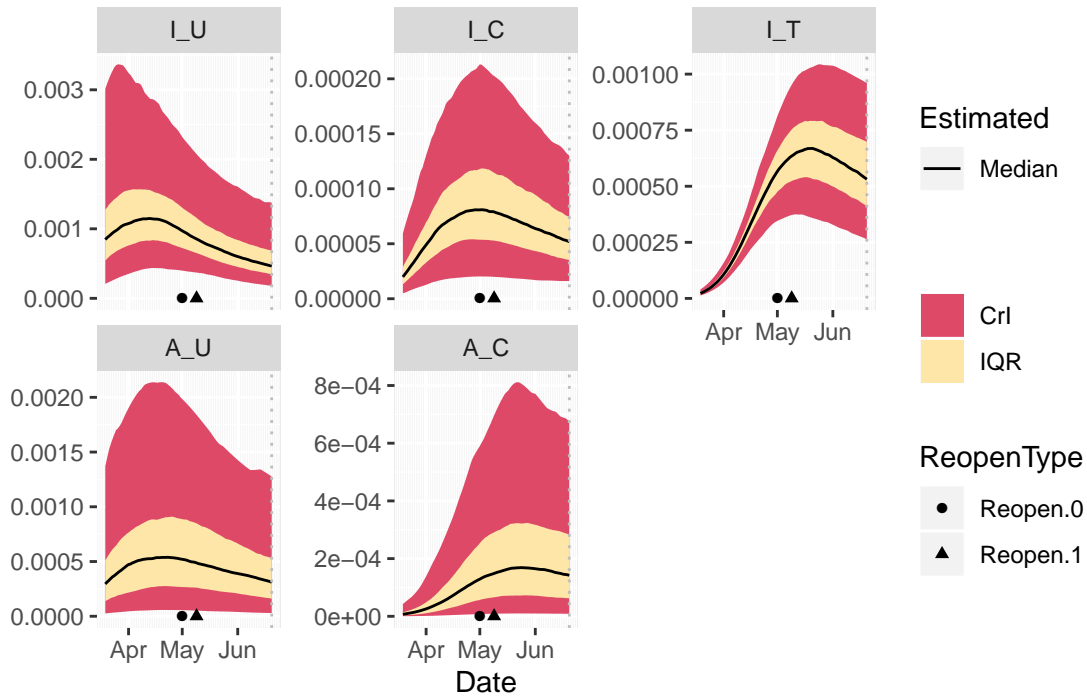 I_U
I_C
I_T
0.003
0.002
0.001
0.000
0.00020
0.00015
0.00010
0.00005
0.00000
0.00100
0.00075
0.00050
0.00025
0.00000
Apr May Jun
A_U
A_C
0.0020
0.0015
0.0010
0.0005
0.0000
8e−04
6e−04
4e−04
2e−04
0e+00
Apr May Jun
Apr May Jun
Date
Estimated
Median
CrI
IQR
ReopenType
Reopen.0
Reopen.1